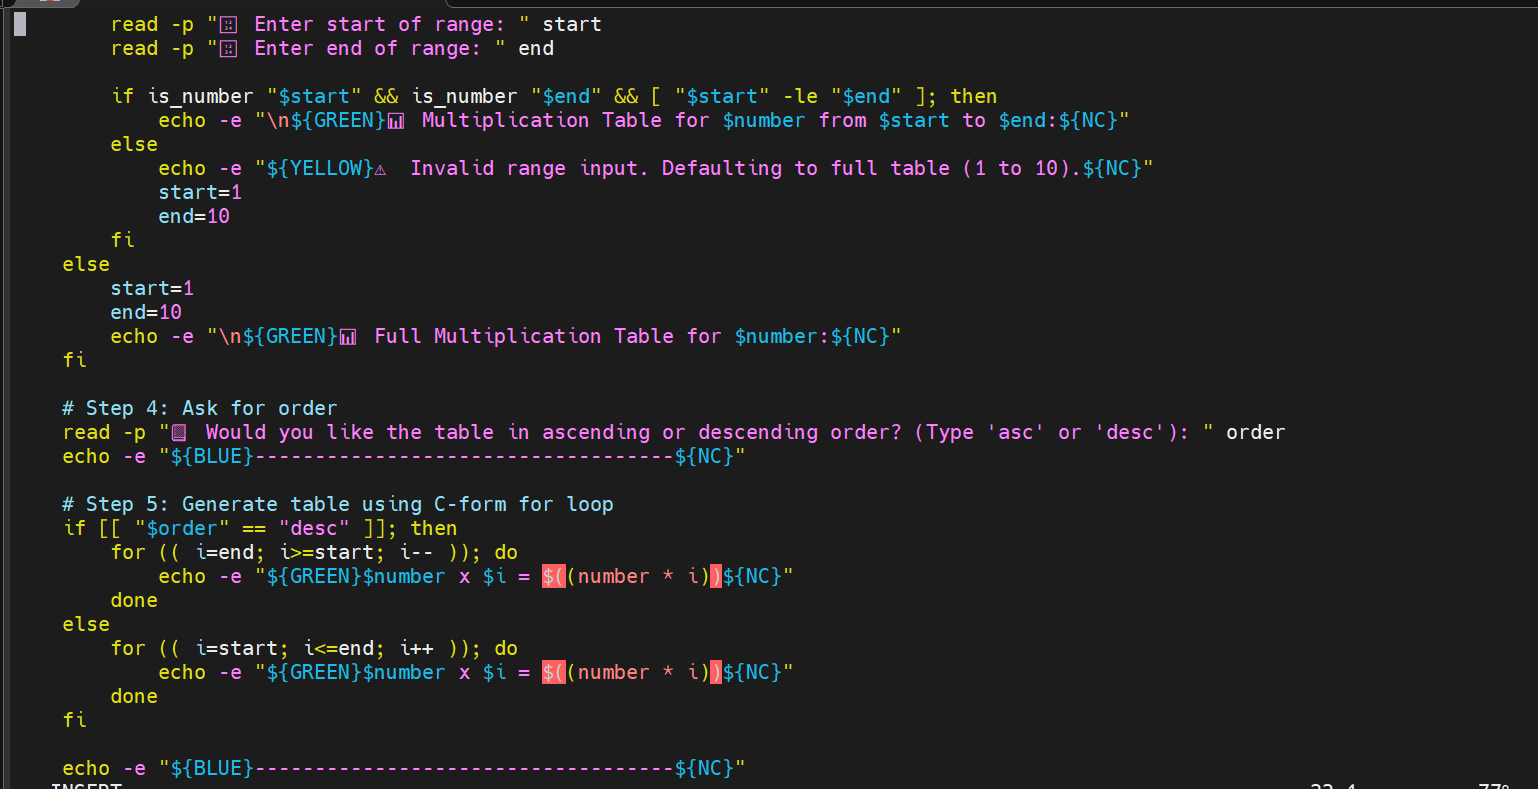 read -p "🔢 Enter start of range: " start
        read -p "🔢 Enter end of range: " end

        if is_number "$start" && is_number "$end" && [ "$start" -le "$end" ]; then
            echo -e "\n${GREEN}📊 Multiplication Table for $number from $start to $end:${NC}"
        else
            echo -e "${YELLOW}⚠  Invalid range input. Defaulting to full table (1 to 10).${NC}"
            start=1
            end=10
        fi
    else
        start=1
        end=10
        echo -e "\n${GREEN}📊 Full Multiplication Table for $number:${NC}"
    fi

    # Step 4: Ask for order
    read -p " Would you like the table in ascending or descending order? (Type 'asc' or 'desc'): " order
    echo -e "${BLUE}-----------------------------------${NC}"

    # Step 5: Generate table using C-form for loop
    if [[ "$order" == "desc" ]]; then
        for (( i=end; i>=start; i-- )); do
            echo -e "${GREEN}$number x $i = $((number * i))${NC}"
        done
    else
        for (( i=start; i<=end; i++ )); do
            echo -e "${GREEN}$number x $i = $((number * i))${NC}"
        done
    fi

    echo -e "${BLUE}-----------------------------------${NC}"